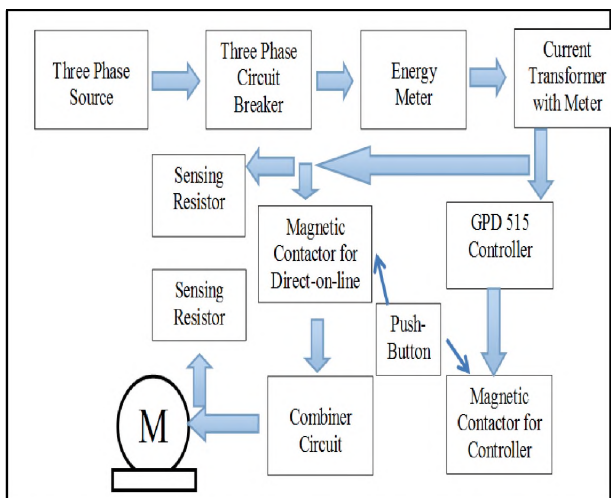 Three Phase
Source
Three Phase
Circuit
Breaker
Energy
Meter
Current
Transformer
with Meter
Sensing
Resistor
Magnetic
Contactor for
Direct-on-line
GPD 515
Controller
Sensing
Resistor
Push-
Button
M
Combiner
Circuit
Magnetic
Contactor for
Controller